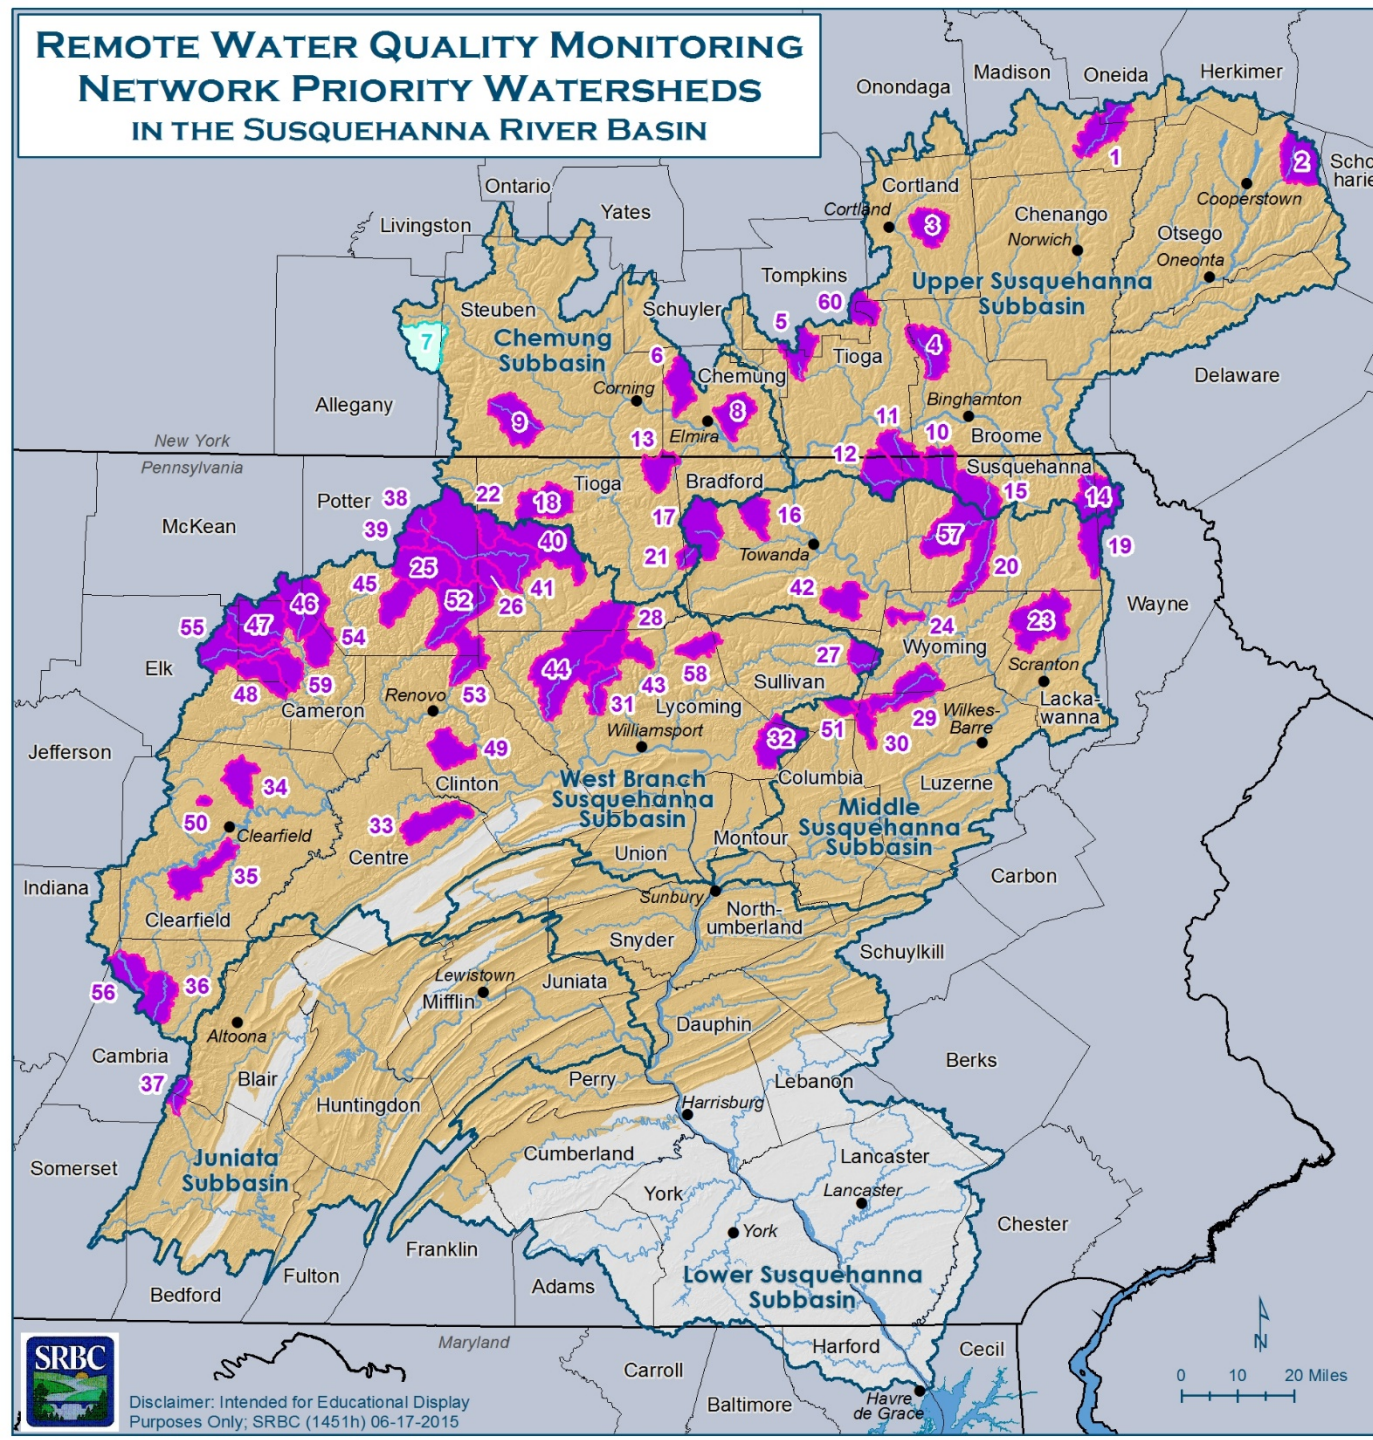 REMOTE WATER QUALITY MONITORING
NETWORK PRIORITY WATERSHEDS
IN THE SUSQUEHANNA RIVER BASIN
Madison
Oneida
Herkimer
Onondaga
1
2
Scho
harie
Cooperstown
Cortland
Cortland
3
Chenango
Norwich
Otsego
Oneonta
Ontario
Yates
Livingston
Tompkins
Upper Susquehanna
Subbasin
60
Steuben
Schuyler
5
Chemung
Subbasin
7
6
Tioga
4
Chemung
Delaware
Corning
Allegany
9
8
Elmira
Binghamton
Broome
11
10
13
12
New York
Pennsylvania
Susquehanna
Potter
38
22
Tioga
Bradford
15
14
18
McKean
39
17
16
40
57
Towanda
19
21
45
25
41
20
42
26
52
46
28
24
23
Wayne
55
47
54
Elk
44
58
27
Wyoming
Scranton
48
59
53
43
Sullivan
Cameron
Renovo
31
Lycoming
29
Wilkes-
Barre
Lacka-
wanna
51
30
Williamsport
32
Jefferson
49
34
Clinton
West Branch
Susquehanna
Subbasin
Columbia
Luzerne
Middle
Susquehanna
Subbasin
50
Clearfield
33
Centre
Montour
Union
35
Indiana
Carbon
Sunbury
Clearfield
North-
umberland
Snyder
Schuylkill
56
36
Lewistown
Mifflin
Juniata
Altoona
Dauphin
Cambria
37
Blair
Huntingdon
Perry
Berks
Lebanon
Harrisburg
Somerset
Juniata
Subbasin
Cumberland
Lancaster
York
Lancaster
York
Chester
Franklin
Fulton
Adams
Bedford
Lower Susquehanna
Subbasin
Maryland
Harford
Cecil
Carroll
Baltimore
Havre
de Grace
N
0 10 20 Miles
SRBC
Disclaimer: Intended for Educational Display
Purposes Only; SRBC (1451h) 06-17-2015